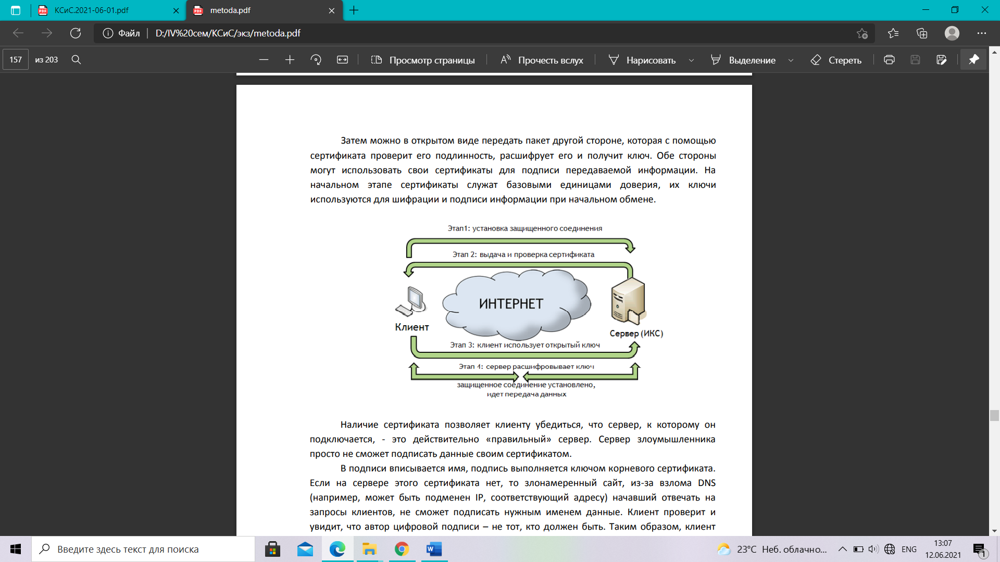 КСиС.2021-06-01.pdf
metoda.pdf
Файл
D:/IV%20сем/КСиС/экз/metoda.pdf
157
из 203
Просмотр страницы
Прочесть вслух
Нарисовать
Выделение
Стереть
Затем можно в открытом виде передать пакет другой стороне, которая с помощью
сертификата проверит его подлинность, расшифрует его и получит ключ. Обе стороны
могут использовать свои сертификаты для подписи передаваемой информации. На
начальном этапе сертификаты служат базовыми единицами доверия, их ключи
используются для шифрации и подписи информации при начальном обмене.
Этап1: установка защищенного соединения
Этап 2: выдача и проверка сертификата
ИНТЕРНЕТ
Клиент
Сервер (ИКС)
Этап 3: клиент использует открытый ключ
Этап 4: сервер расшифровывает ключ
защищенное соединение установлено,
идет передача данных
Наличие сертификата позволяет клиенту убедиться, что сервер, к которому он
подключается, - это действительно «правильный» сервер. Сервер злоумышленника
просто не сможет подписать данные своим сертификатом.
В подписи вписывается имя, подпись выполняется ключом корневого сертификата.
Если на сервере этого сертификата нет, то злонамеренный сайт, из-за взлома DNS
(например, может быть подменен IP, соответствующий адресу) начавший отвечать на
запросы клиентов, не сможет подписать нужным именем данные. Клиент проверит и
увидит, что автор цифровой подписи – не тот, кто должен быть. Таким образом, клиент
Введите здесь текст для поиска
23°C Неб. облачно...
ENG
13:07
12.06.2021
1